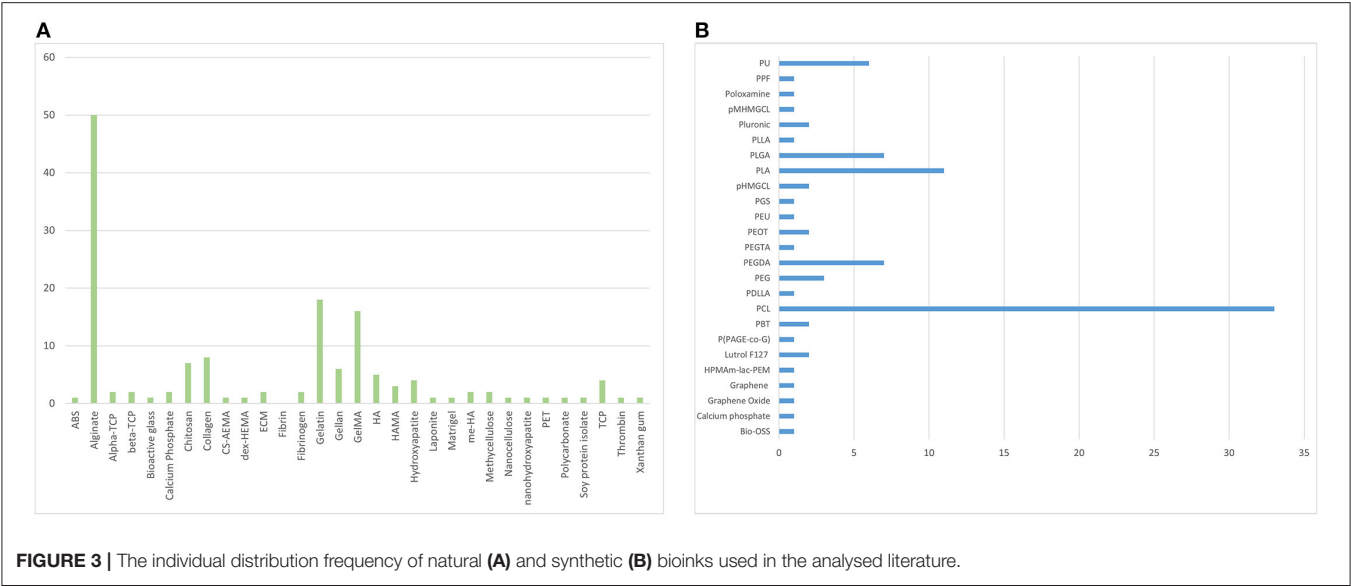 A
60
50
40
30
20
10
0
ABS
Alginate
Alpha-TCP
beta-TCP
Bioactive glass
Calcium Phosphate
Chitosan
Collagen
CS-AEMA
dex-HEMA
ECM
Fibrin
Fibrinogen
Gelatin
Gellan
GelMA
HA
HAMA
Hydroxyapatite
Laponite
Matrigel
me-HA
Methycellulose
Nanocellulose
nanohydroxyapatite
PET
Polycarbonate
Soy protein isolate
TCP
Thrombin
Xanthan gum
B
PU
PPF
Poloxamine
pMHMGCL
Pluronic
PLLA
PLGA
PLA
pHMGCL
PGS
PEU
PEOT
PEGTA
PEGDA
PEG
PDLLA
PCL
PBT
P(PAGE-co-G)
Lutrol F127
HPMAm-lac-PEM
Graphene
Graphene Oxide
Calcium phosphate
Bio-OSS
0 5 10 15 20 25 30 35
FIGURE 3 | The individual distribution frequency of natural (A) and synthetic (B) bioinks used in the analysed literature.